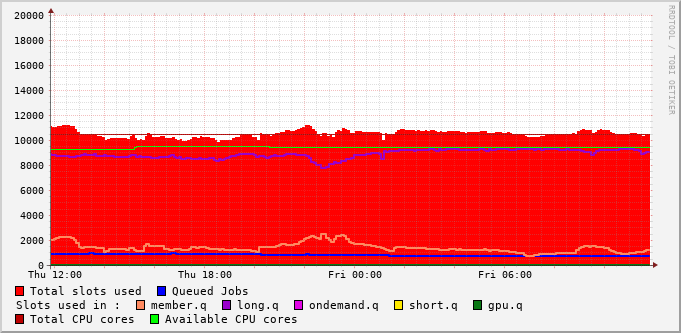 RRDTOOL / TOBI OETIKER
20000
18000
16000
14000
12000
10000
8000
6000
4000
2000
0
Thu 12:00 Thu 18:00 Fri 00:00 Fri 06:00
Total slots used Queued Jobs
Slots used in : member.q long.q ondemand.q short.q gpu.q
Total CPU cores Available CPU cores